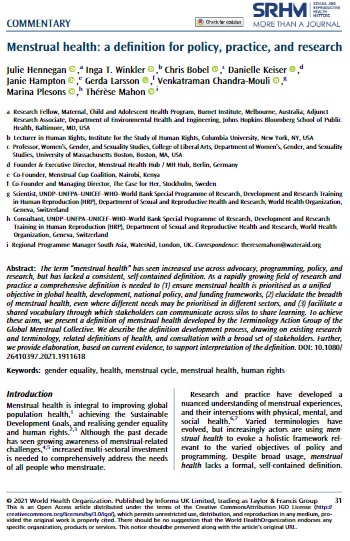 COMMENTARY
Check for updates
SRHM
SEXUAL AND
REPRODUCTIVE HEALTH
MATTERS
MORE THAN A JOURNAL
Menstrual health: a definition for policy, practice, and research
Julie Hennegan ,a Inga T. Winkler ,b Chris Bobel ,c Danielle Keiser ,d
Janie Hampton ,e Gerda Larsson ,f Venkatraman Chandra-Mouli ,g
Marina Plesons ,h Thérèse Mahon i
a Research Fellow, Maternal, Child and Adolescent Health Program, Burnet Institute, Melbourne, Australia; Adjunct
Research Associate, Department of Environmental Health and Engineering, Johns Hopkins Bloomberg School of Public
Health, Baltimore, MD, USA
b Lecturer in Human Rights, Institute for the Study of Human Rights, Columbia University, New York, NY, USA
c Professor, Women's, Gender, and Sexuality Studies, College of Liberal Arts, Department of Women's, Gender, and Sexuality
Studies, University of Massachusetts Boston, Boston, MA, USA
d Founder & Executive Director, Menstrual Health Hub / MH Hub, Berlin, Germany
e Co-Founder, Menstrual Cup Coalition, Nairobi, Kenya
f Co-Founder and Managing Director, The Case for Her, Stockholm, Sweden
g Scientist, UNDP-UNFPA-UNICEF-WHO-World Bank Special Programme of Research, Development and Research Training
in Human Reproduction (HRP), Department of Sexual and Reproductive Health and Research, World Health Organization,
Geneva, Switzerland
h Consultant, UNDP-UNFPA-UNICEF-WHO-World Bank Special Programme of Research, Development and Research
Training in Human Reproduction (HRP), Department of Sexual and Reproductive Health and Research, World Health
Organization, Geneva, Switzerland
i Regional Programme Manager South Asia, WaterAid, London, UK. Correspondence: theresemahon@wateraid.org
Abstract: The term "menstrual health" has seen increased use across advocacy, programming, policy, and
research, but has lacked a consistent, self-contained definition. As a rapidly growing field of research and
practice a comprehensive definition is needed to (1) ensure menstrual health is prioritised as a unified
objective in global health, development, national policy, and funding frameworks, (2) elucidate the breadth
of menstrual health, even where different needs may be prioritised in different sectors, and (3) facilitate a
shared vocabulary through which stakeholders can communicate across silos to share learning. To achieve
these aims, we present a definition of menstrual health developed by the Terminology Action Group of the
Global Menstrual Collective. We describe the definition development process, drawing on existing research
and terminology, related definitions of health, and consultation with a broad set of stakeholders. Further,
we provide elaboration, based on current evidence, to support interpretation of the definition. DOI: 10.1080/
26410397.2021.1911618
Keywords: gender equality, health, menstrual cycle, menstrual health, human rights
Introduction
Menstrual health is integral to improving global
population health,1 achieving the Sustainable
Development Goals, and realising gender equality
and human rights.2,3 Although the past decade
has seen growing awareness of menstrual-related
challenges,4,5 increased multi-sectoral investment
is needed to comprehensively address the needs
of all people who menstruate.
Research and practice have developed a
nuanced understanding of menstrual experiences,
and their intersections with physical, mental, and
social health.6,7 Varied terminologies have
evolved, but increasingly actors are using men-
strual health to evoke a holistic framework rel-
evant to the varied objectives of policy and
programming. Despite broad usage, menstrual
health lacks a formal, self-contained definition.
© 2021 World Health Organization. Published by Informa UK Limited, trading as Taylor & Francis Group
31
This is an Open Access article distributed under the terms of the Creative CommonsAttribution IGO License (http://
creativecommons.org/licenses/by/3.0/igo/), which permits unrestricted use, distribution, and reproduction in any medium, pro-
vided the original work is properly cited. There should be no suggestion that the World HealthOrganization endorses any
specific organization, products or services. This notice shouldbe preserved along with the article's original URL.